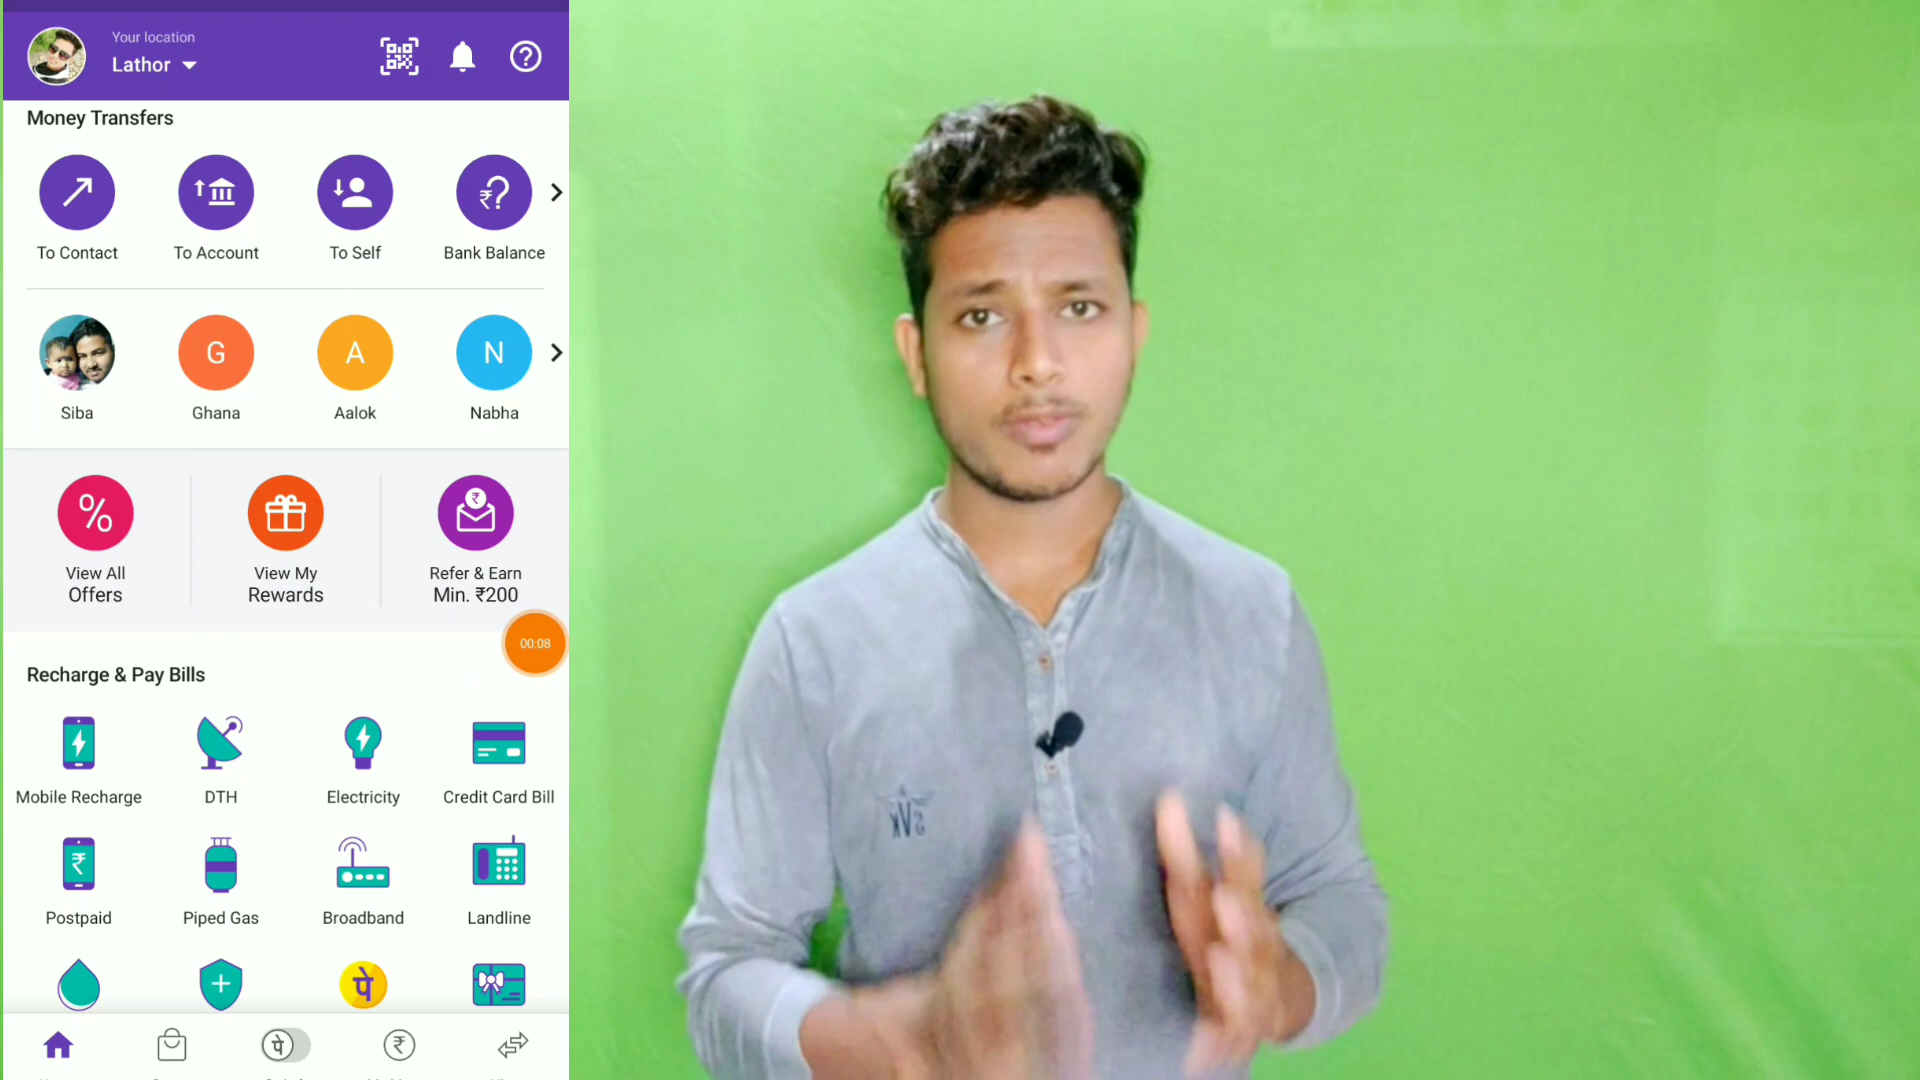 Your location
Lathor
Money Transfers
To Contact
To Account
To Self
Bank Balance
G
A
N
Siba
Ghana
Aalok
Nabha
%
View All
Offers
View My
Rewards
Refer & Earn
Min. ₹200
00:08
Recharge & Pay Bills
Mobile Recharge
DTH
Electricity
Credit Card Bill
Postpaid
Piped Gas
Broadband
Landline
पे
पे